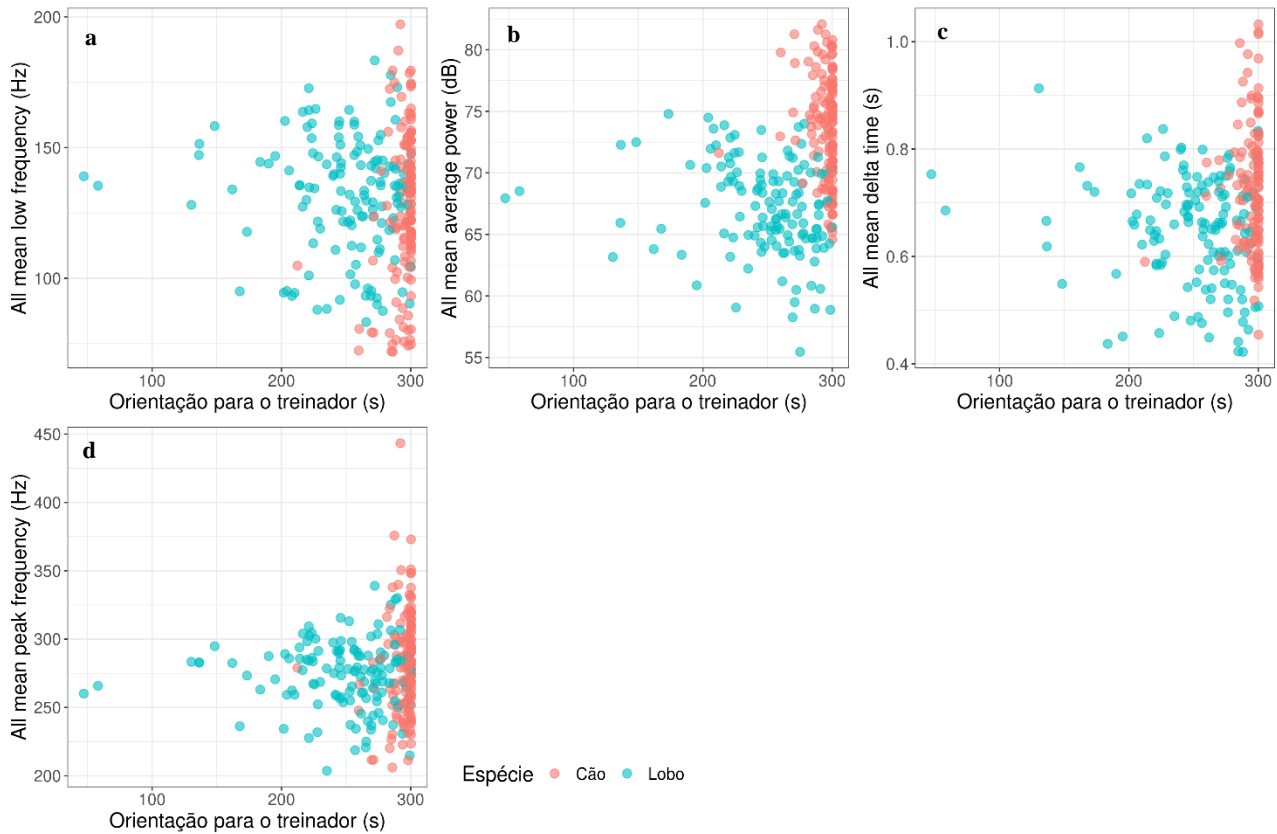 a
All mean low frequency (Hz)
200
150
100
100
200
300
Orientação para o treinador (s)
b
All mean average power (dB)
80
75
70
65
60
55
100
200
300
Orientação para o treinador (s)
c
All mean delta time (s)
1.0
0.8
0.6
0.4
100
200
300
Orientação para o treinador (s)
d
All mean peak frequency (Hz)
450
400
350
300
250
200
100
200
300
Orientação para o treinador (s)
Espécie Cão Lobo